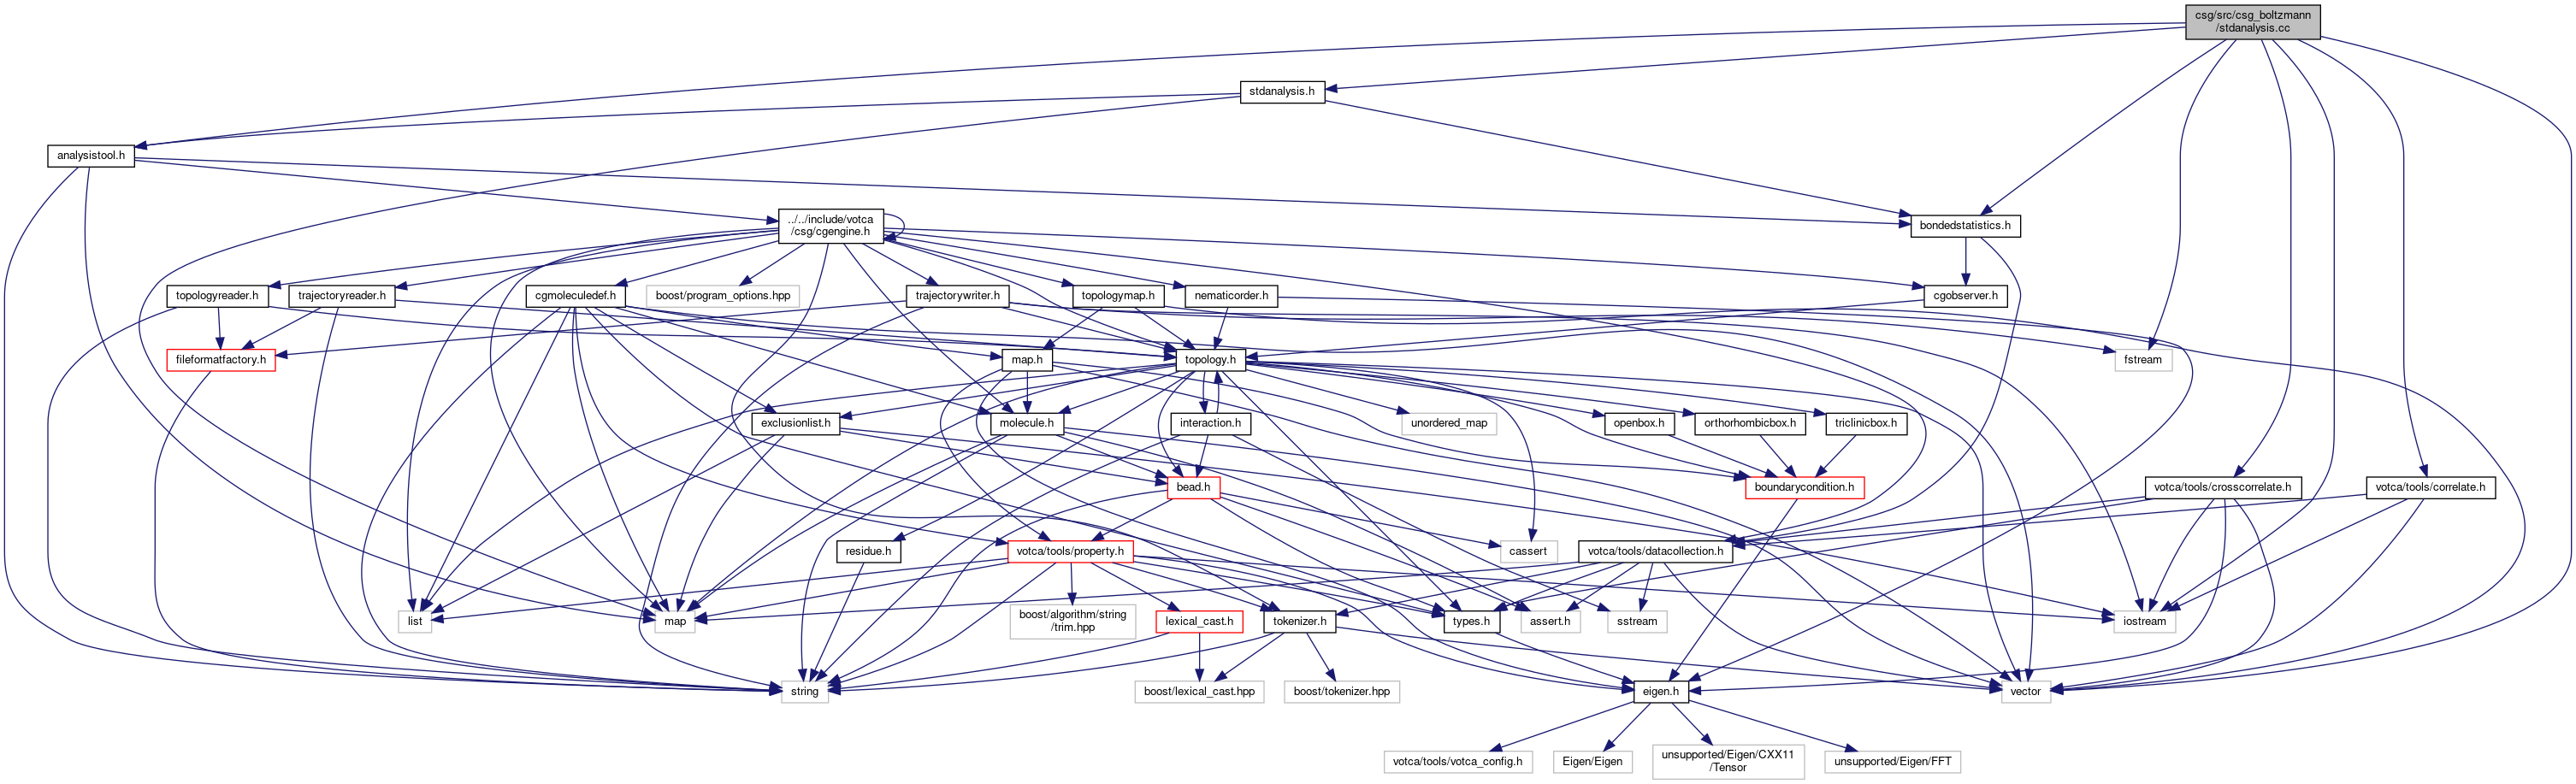 csg/src/csg_boltzmann
/stdanalysis.cc
stdanalysis.h
analysistool.h
../../include/votca
/csg/cgengine.h
bondedstatistics.h
topologyreader.h
trajectoryreader.h
cgmoleculedef.h
boost/program_options.hpp
trajectorywriter.h
topologymap.h
nematicorder.h
cgobserver.h
fileformatfactory.h
map.h
topology.h
fstream
exclusionlist.h
molecule.h
interaction.h
unordered_map
openbox.h
orthorhombicbox.h
triclinicbox.h
bead.h
boundarycondition.h
votca/tools/crosscorrelate.h
votca/tools/correlate.h
residue.h
votca/tools/property.h
cassert
votca/tools/datacollection.h
list
map
boost/algorithm/string
/trim.hpp
lexical_cast.h
tokenizer.h
types.h
assert.h
sstream
iostream
string
boost/lexical_cast.hpp
boost/tokenizer.hpp
eigen.h
vector
votca/tools/votca_config.h
Eigen/Eigen
unsupported/Eigen/CXX11
/Tensor
unsupported/Eigen/FFT